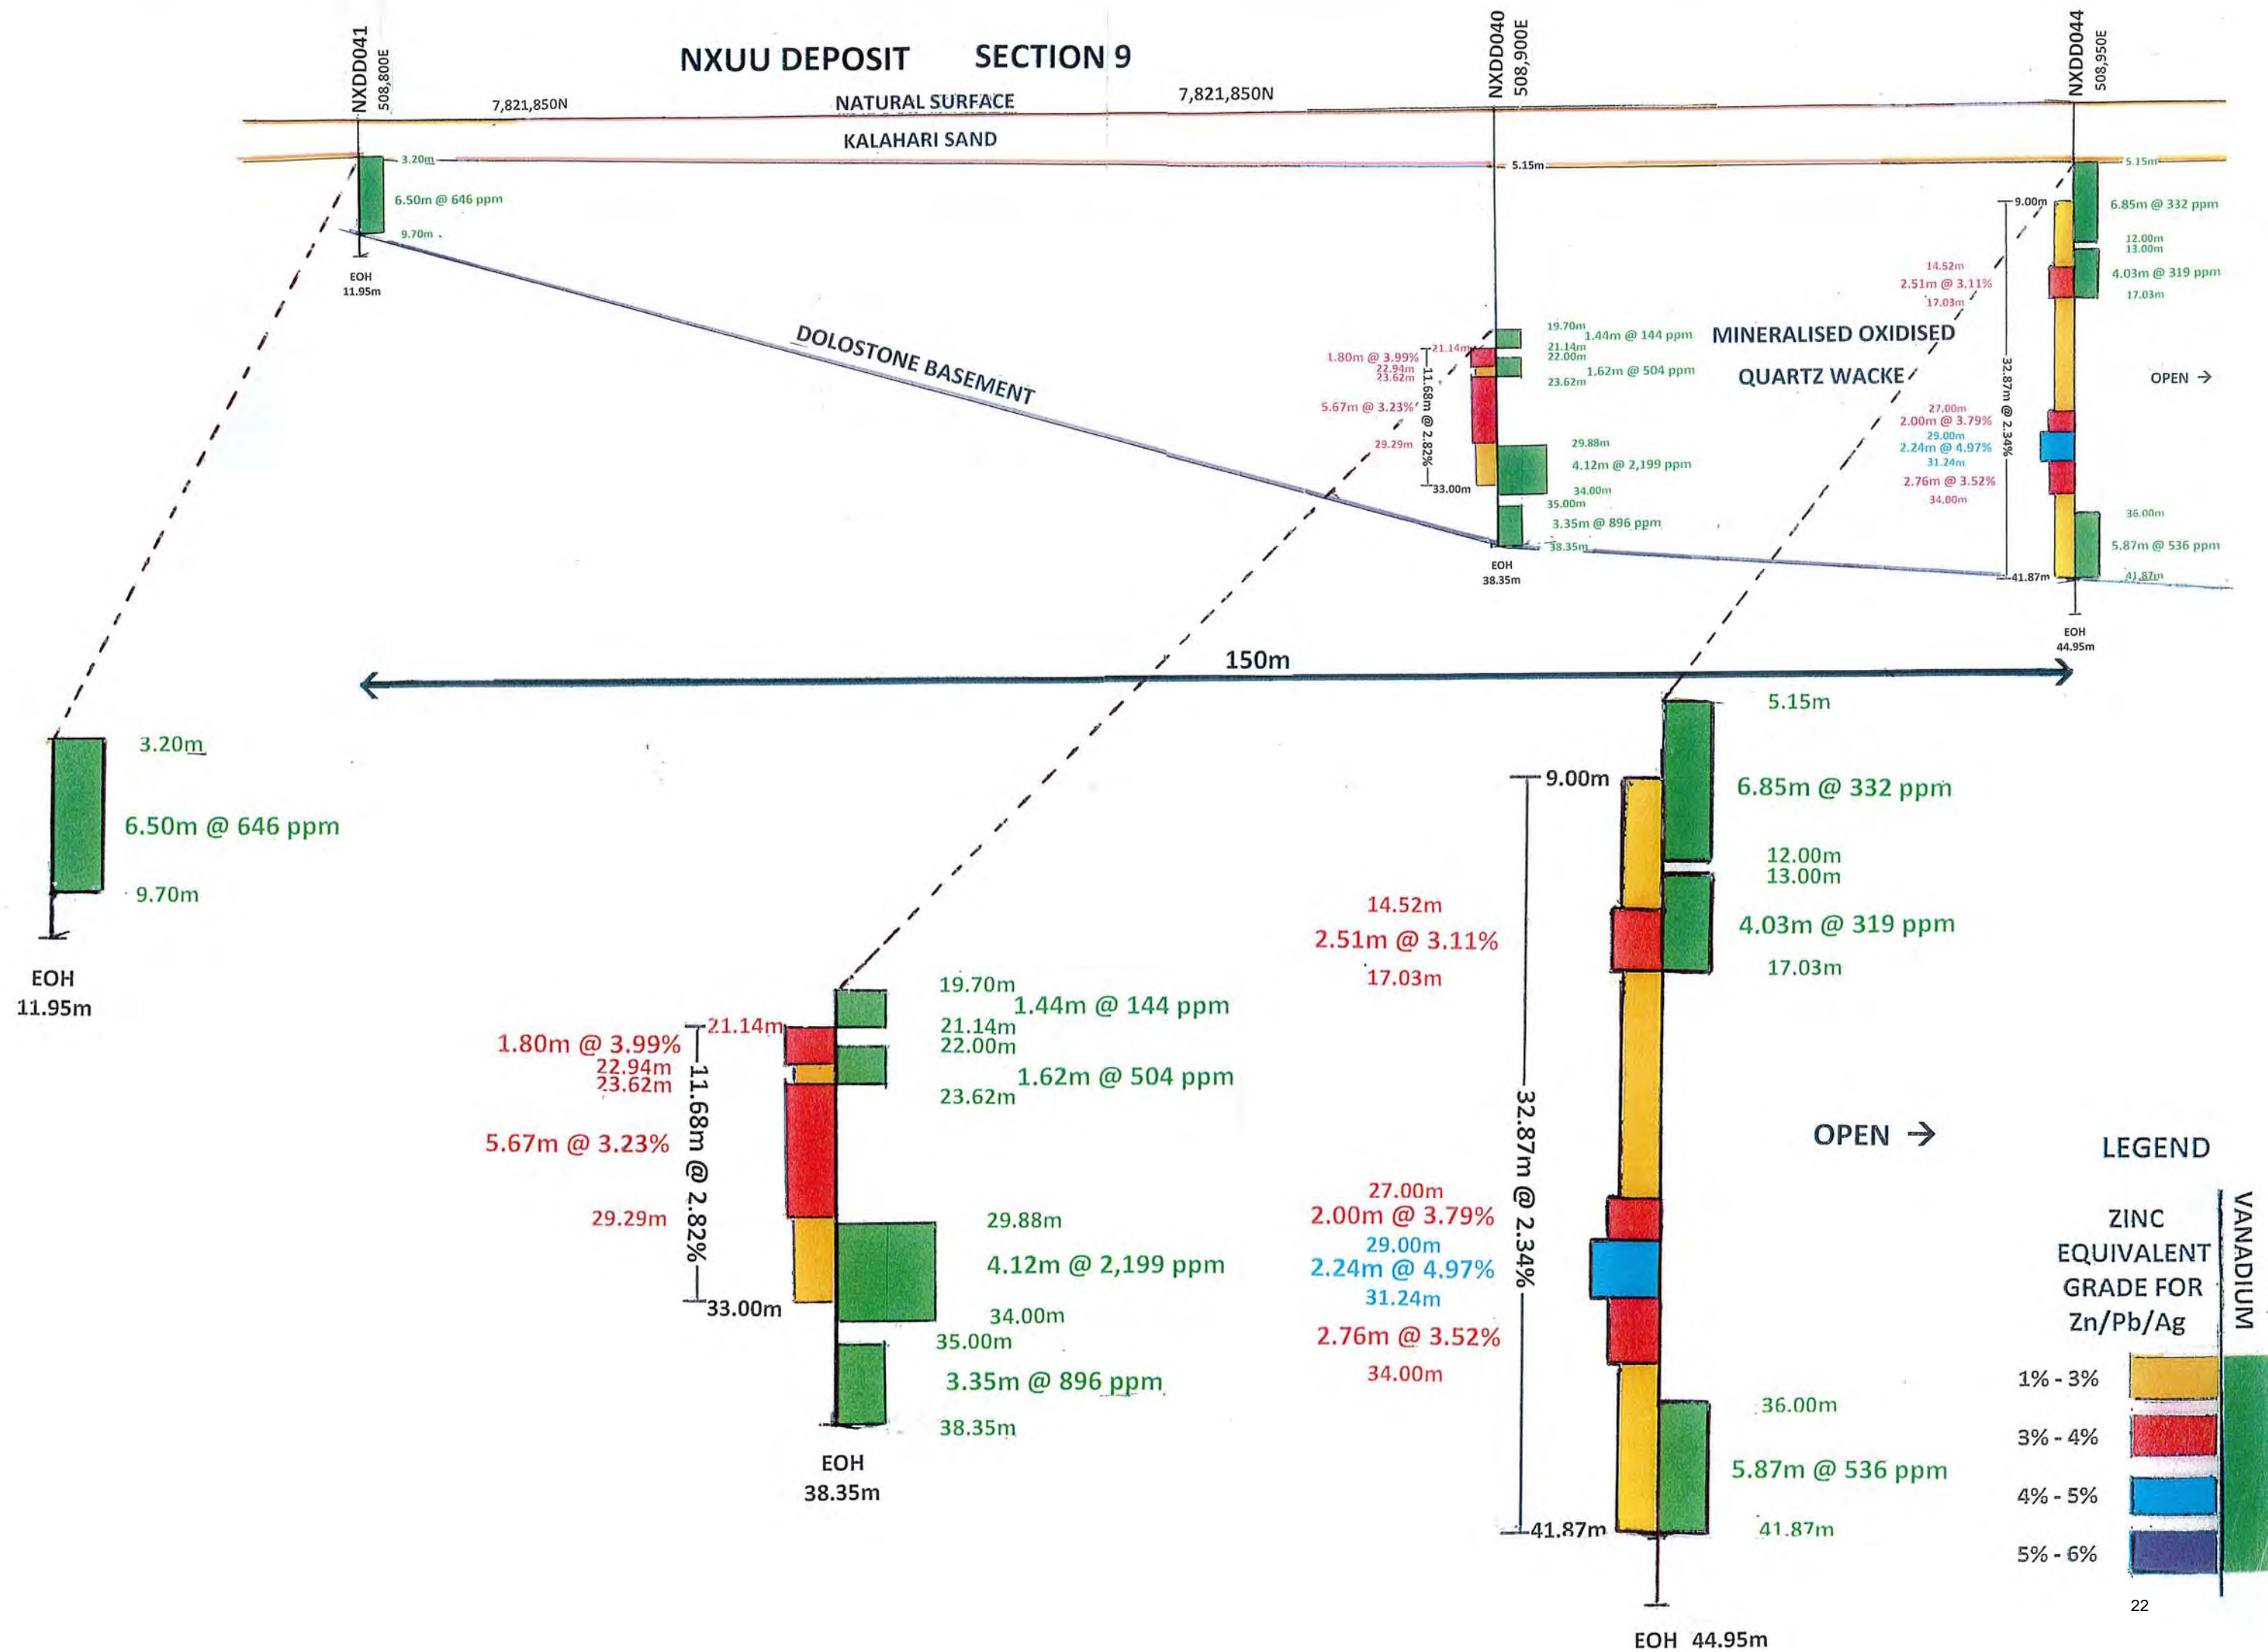 NXUU DEPOSIT SECTION 9
NXDD041
508,800E
NXDD040
508,900E
NXDD044
508,950E
7,821,850N
NATURAL SURFACE
7,821,850N
KALAHARI SAND
3.20m
6.50m @ 646 ppm
9.70m
EOH
11.95m
DOLOSTONE BASEMENT
5.15m
19.70m
1.44m @ 144 ppm
21.14m
22.00m
1.62m @ 504 ppm
23.62m
29.88m
4.12m @ 2,199 ppm
34.00m
35.00m
3.35m @ 896 ppm
38.35m
21.14m
1.80m @ 3.99%
22.94m
23.62m
5.67m @ 3.23%
29.29m
11.68m @ 2.82%
33.00m
EOH
38.35m
MINERALISED OXIDISED
QUARTZ WACKE
5.15m
9.00m
6.85m @ 332 ppm
12.00m
13.00m
4.03m @ 319 ppm
17.03m
14.52m
2.51m @ 3.11%
17.03m
32.87m @ 2.34%
OPEN →
27.00m
2.00m @ 3.79%
29.00m
2.24m @ 4.97%
31.24m
2.76m @ 3.52%
34.00m
36.00m
5.87m @ 536 ppm
41.87m
41.87m
EOH
44.95m
150m
3.20m
6.50m @ 646 ppm
9.70m
EOH
11.95m
19.70m
1.44m @ 144 ppm
21.14m
22.00m
1.62m @ 504 ppm
23.62m
21.14m
1.80m @ 3.99%
22.94m
23.62m
5.67m @ 3.23%
29.29m
11.68m @ 2.82%
33.00m
29.88m
4.12m @ 2,199 ppm
34.00m
35.00m
3.35m @ 896 ppm
38.35m
EOH
38.35m
5.15m
9.00m
6.85m @ 332 ppm
12.00m
13.00m
4.03m @ 319 ppm
17.03m
14.52m
2.51m @ 3.11%
17.03m
32.87m @ 2.34%
27.00m
2.00m @ 3.79%
29.00m
2.24m @ 4.97%
31.24m
2.76m @ 3.52%
34.00m
36.00m
5.87m @ 536 ppm
41.87m
41.87m
EOH 44.95m
OPEN →
LEGEND
ZINC
EQUIVALENT
GRADE FOR
Zn/Pb/Ag
VANADIUM
1% - 3%
3% - 4%
4% - 5%
5% - 6%
22